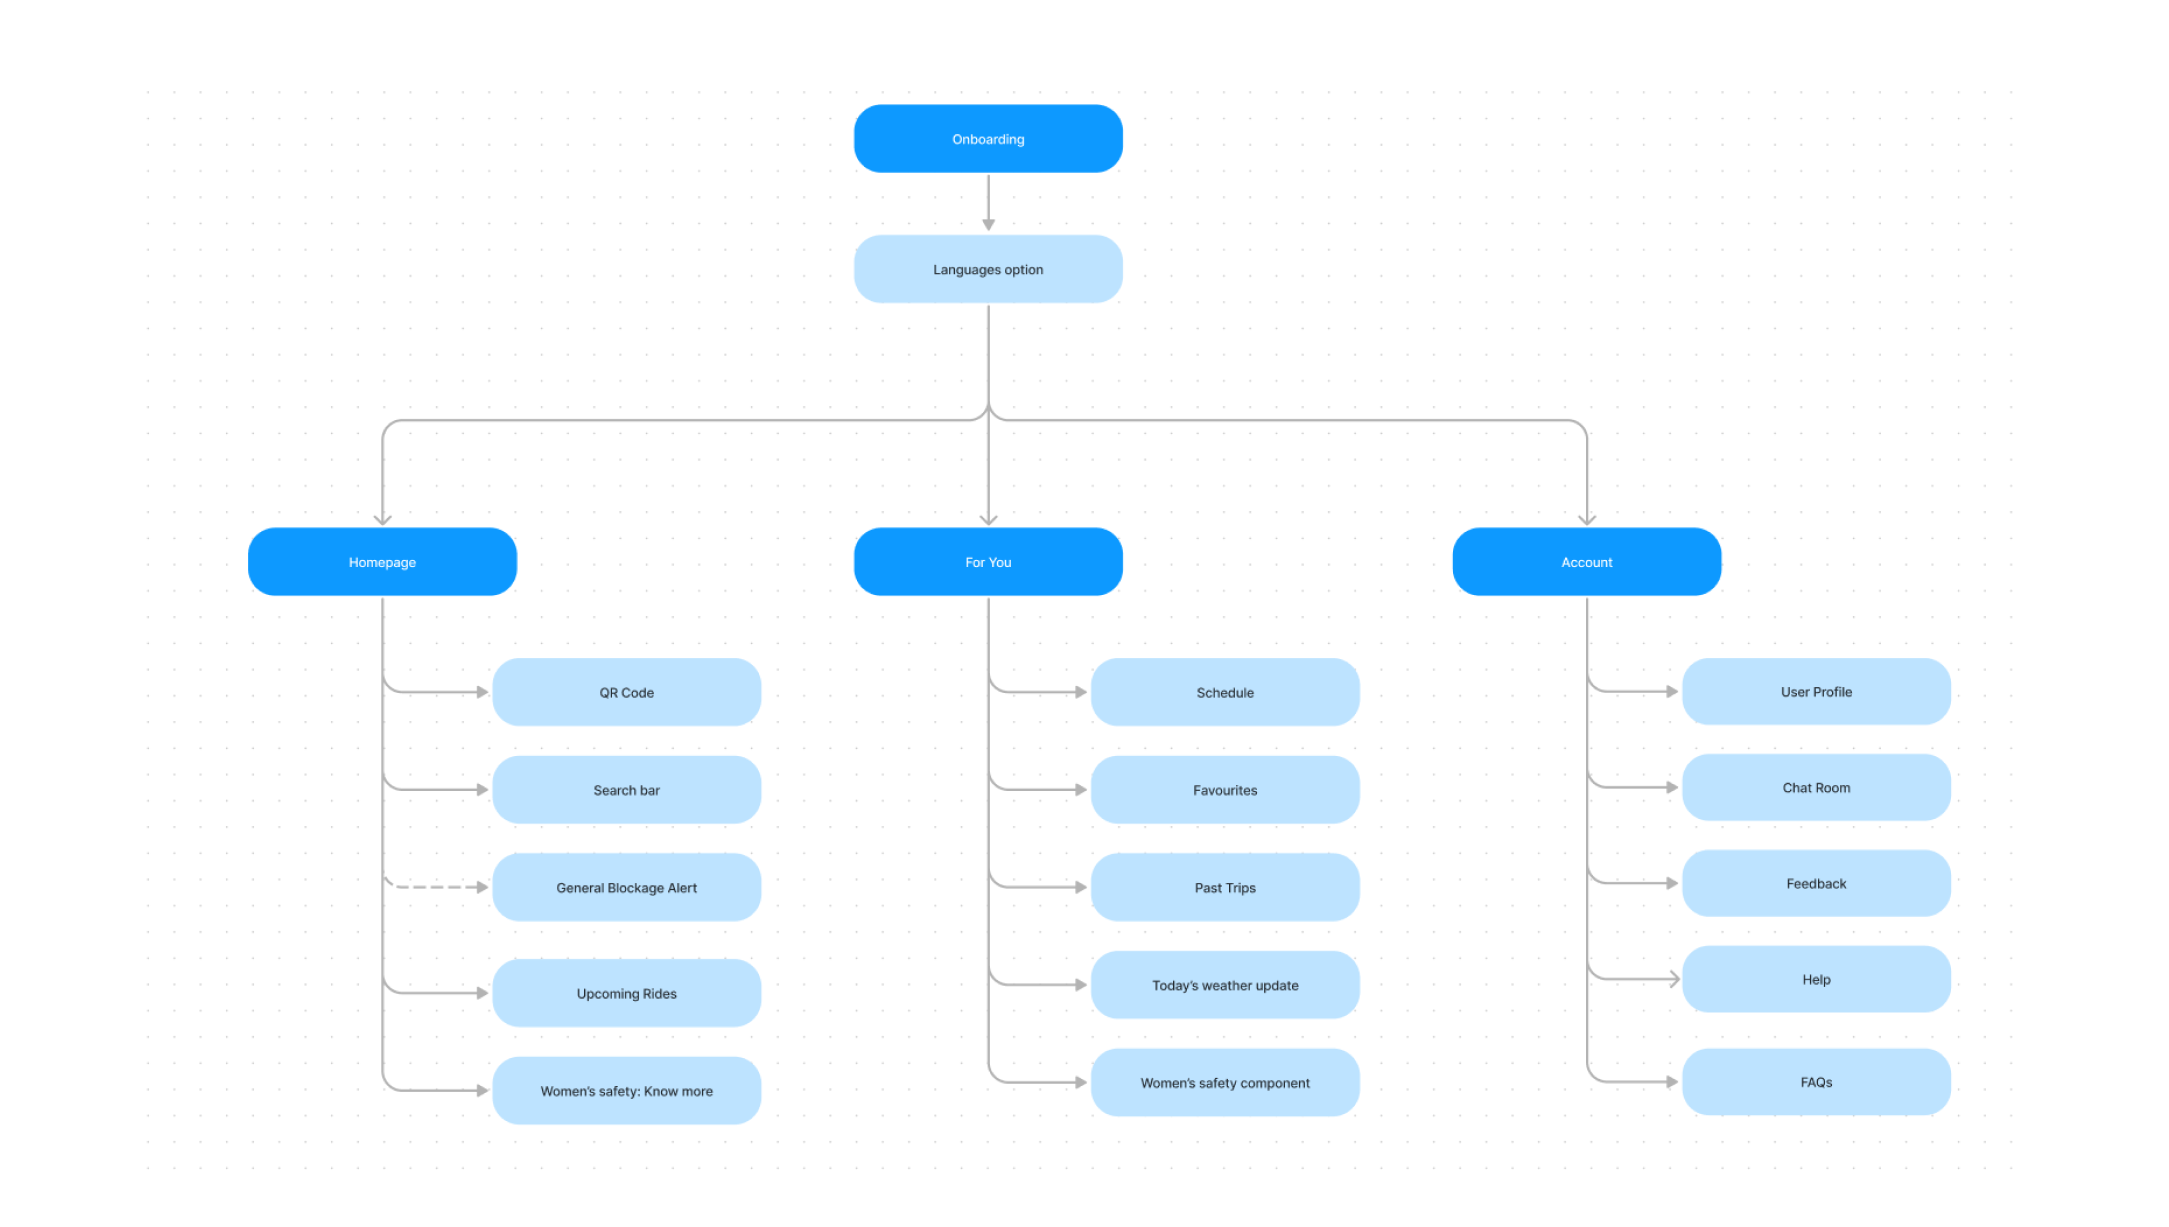 Onboarding
Languages option
Homepage
For You
Account
QR Code
Search bar
General Blockage Alert
Upcoming Rides
Women's safety: Know more
Schedule
Favourites
Past Trips
Today's weather update
Women's safety component
User Profile
Chat Room
Feedback
Help
FAQs